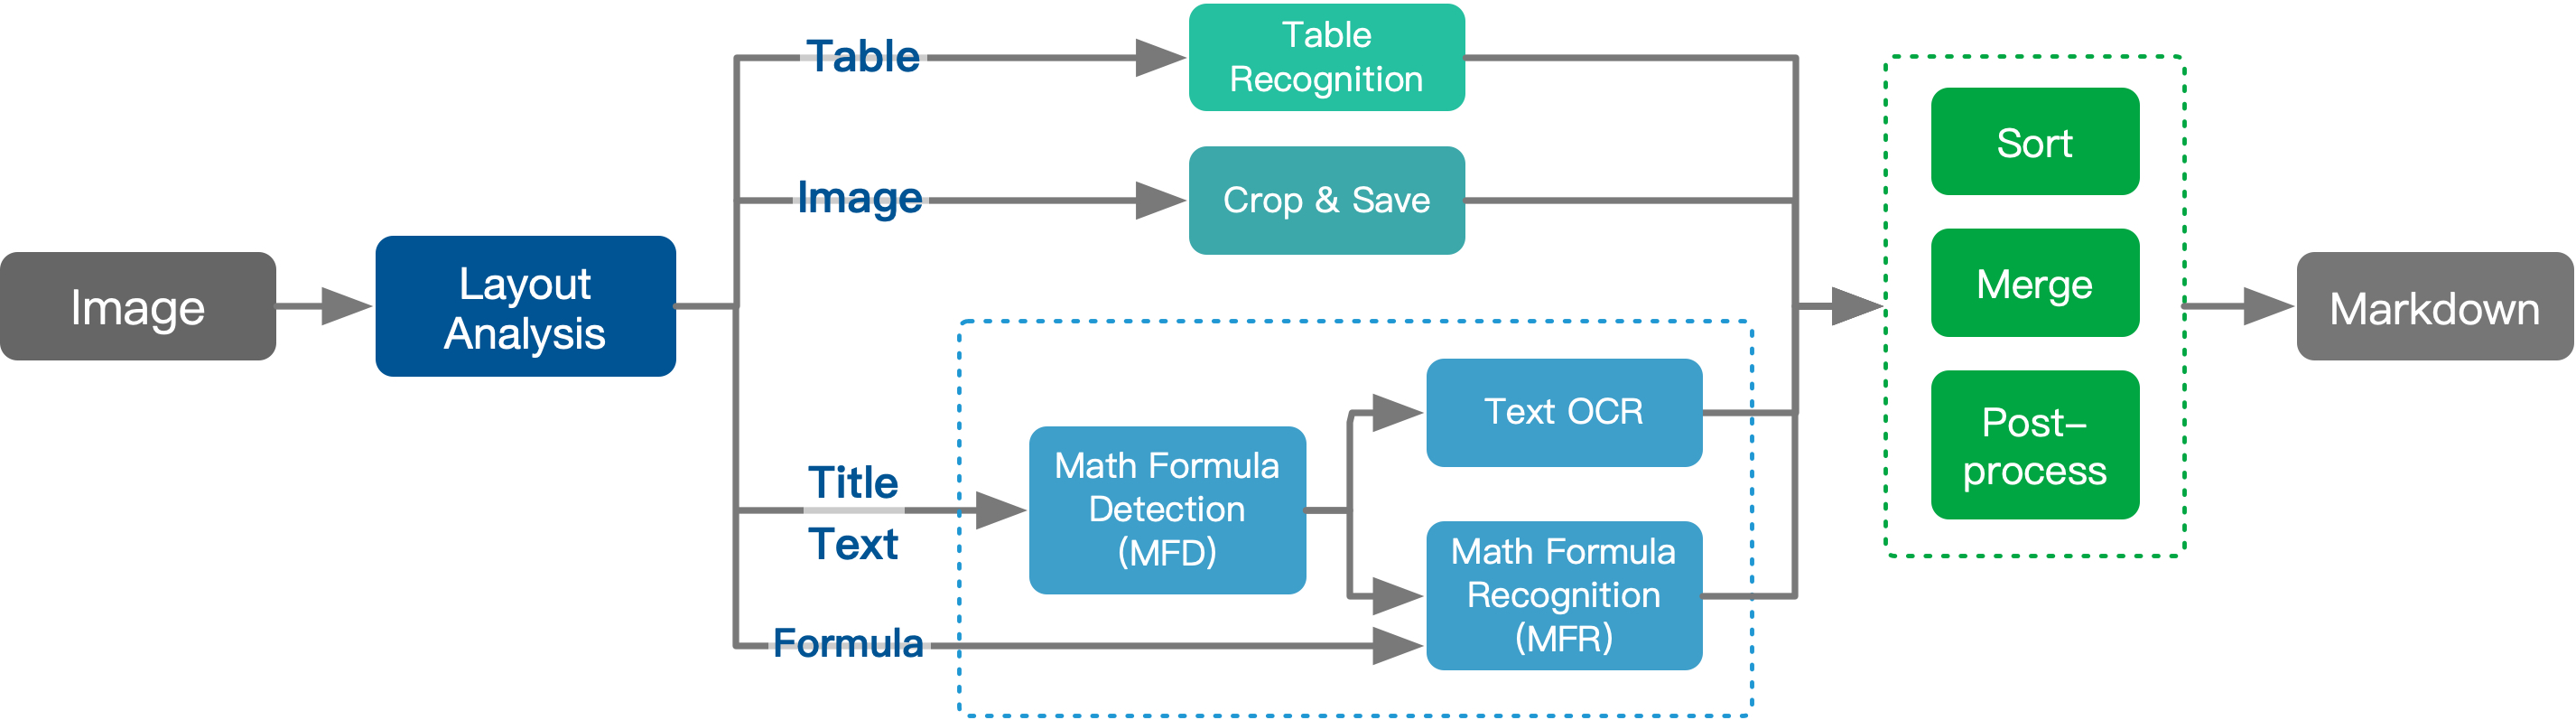 Image
Layout
Analysis
Table
Table
Recognition
Image
Crop & Save
Title
Text
Math Formula
Detection
(MFD)
Text OCR
Formula
Math Formula
Recognition
(MFR)
Sort
Merge
Post-
process
Markdown